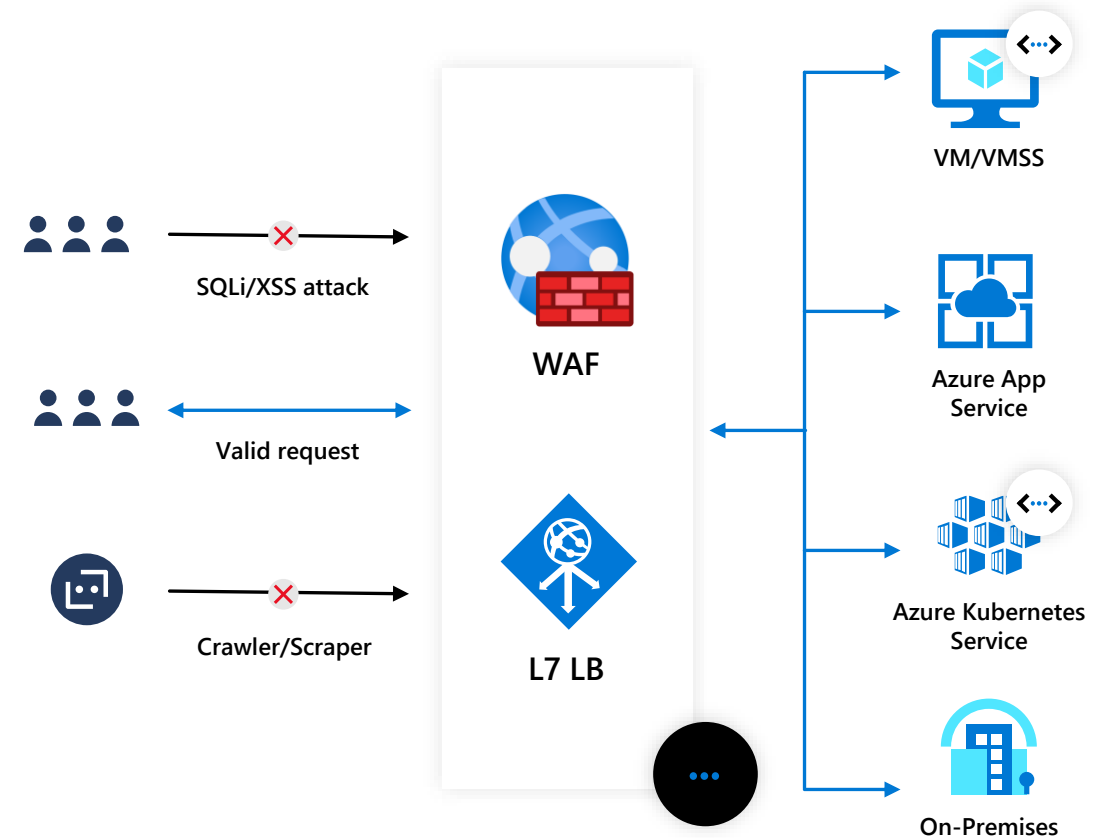 SQLi/XSS attack
Valid request
Crawler/Scraper
WAF
L7 LB
VM/VMSS
Azure App
Service
Azure Kubernetes
Service
On-Premises